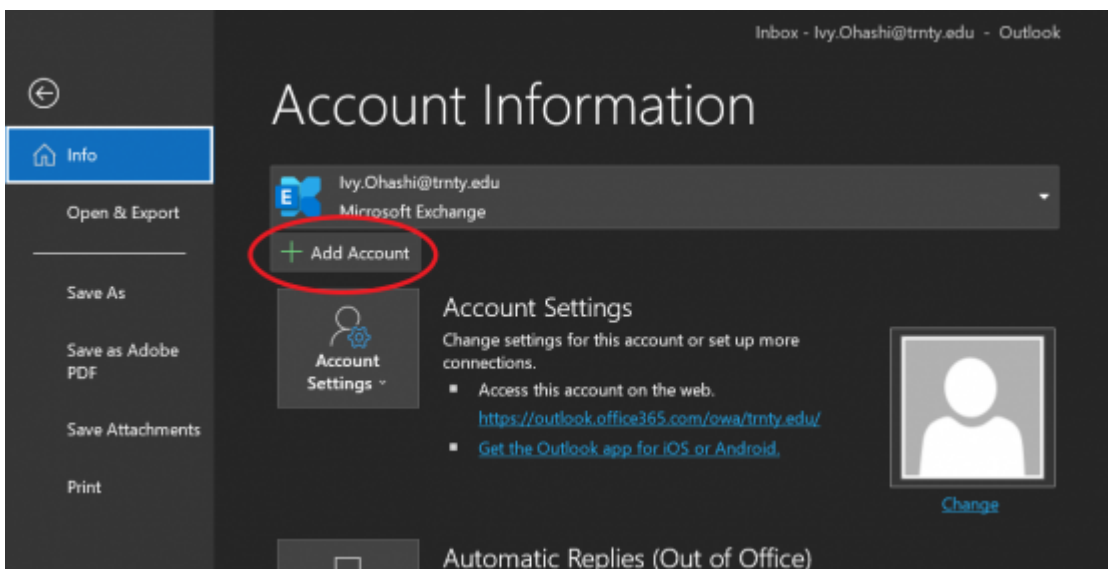 Inbox - Ivy.Ohashi@trnty.edu - Outlook
Account Information
Info
Open & Export
Save As
Save as Adobe
PDF
Save Attachments
Print
E
Ivy.Ohashi@trnty.edu
Microsoft Exchange
Add Account
Account
Settings
Account Settings
Change settings for this account or set up more
connections.
Access this account on the web.
https://outlook.office365.com/owa/trnty.edu/
Get the Outlook app for iOS or Android.
Change
Automatic Replies (Out of Office)